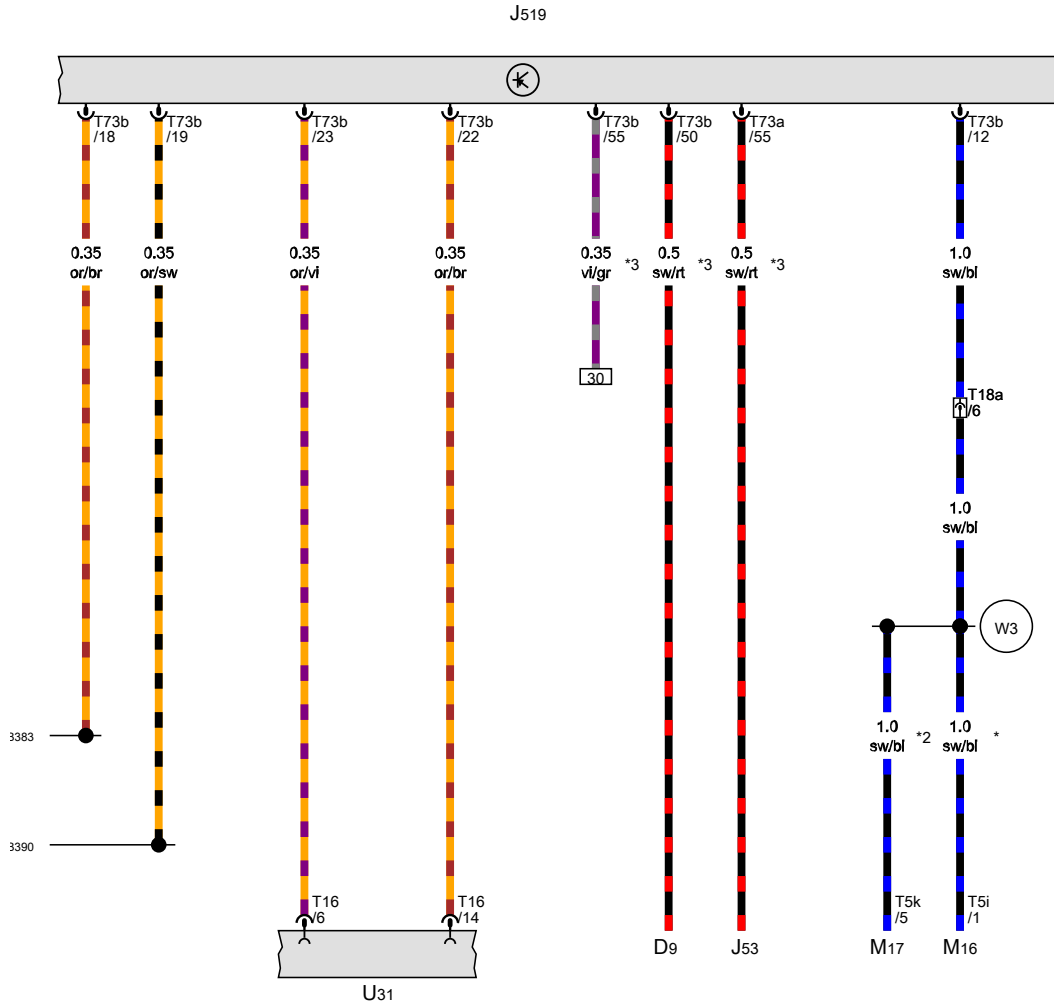 J519
T73b
/18
T73b
/19
T73b
/23
T73b
/22
T73b
/55
T73b
/50
T73a
/55
T73b
/12
0.35
or/br
0.35
or/sw
0.35
or/vi
0.35
or/br
0.35
vi/gr *3
0.5
sw/rt *3
0.5
sw/rt *3
1.0
sw/bl
30
T18a
/6
1.0
sw/bl
W3
3383
1.0
sw/bl *2
1.0
sw/bl *
3390
T16
/6
T16
/14
T5k
/5
T5i
/1
D9
J53
M17
M16
U31